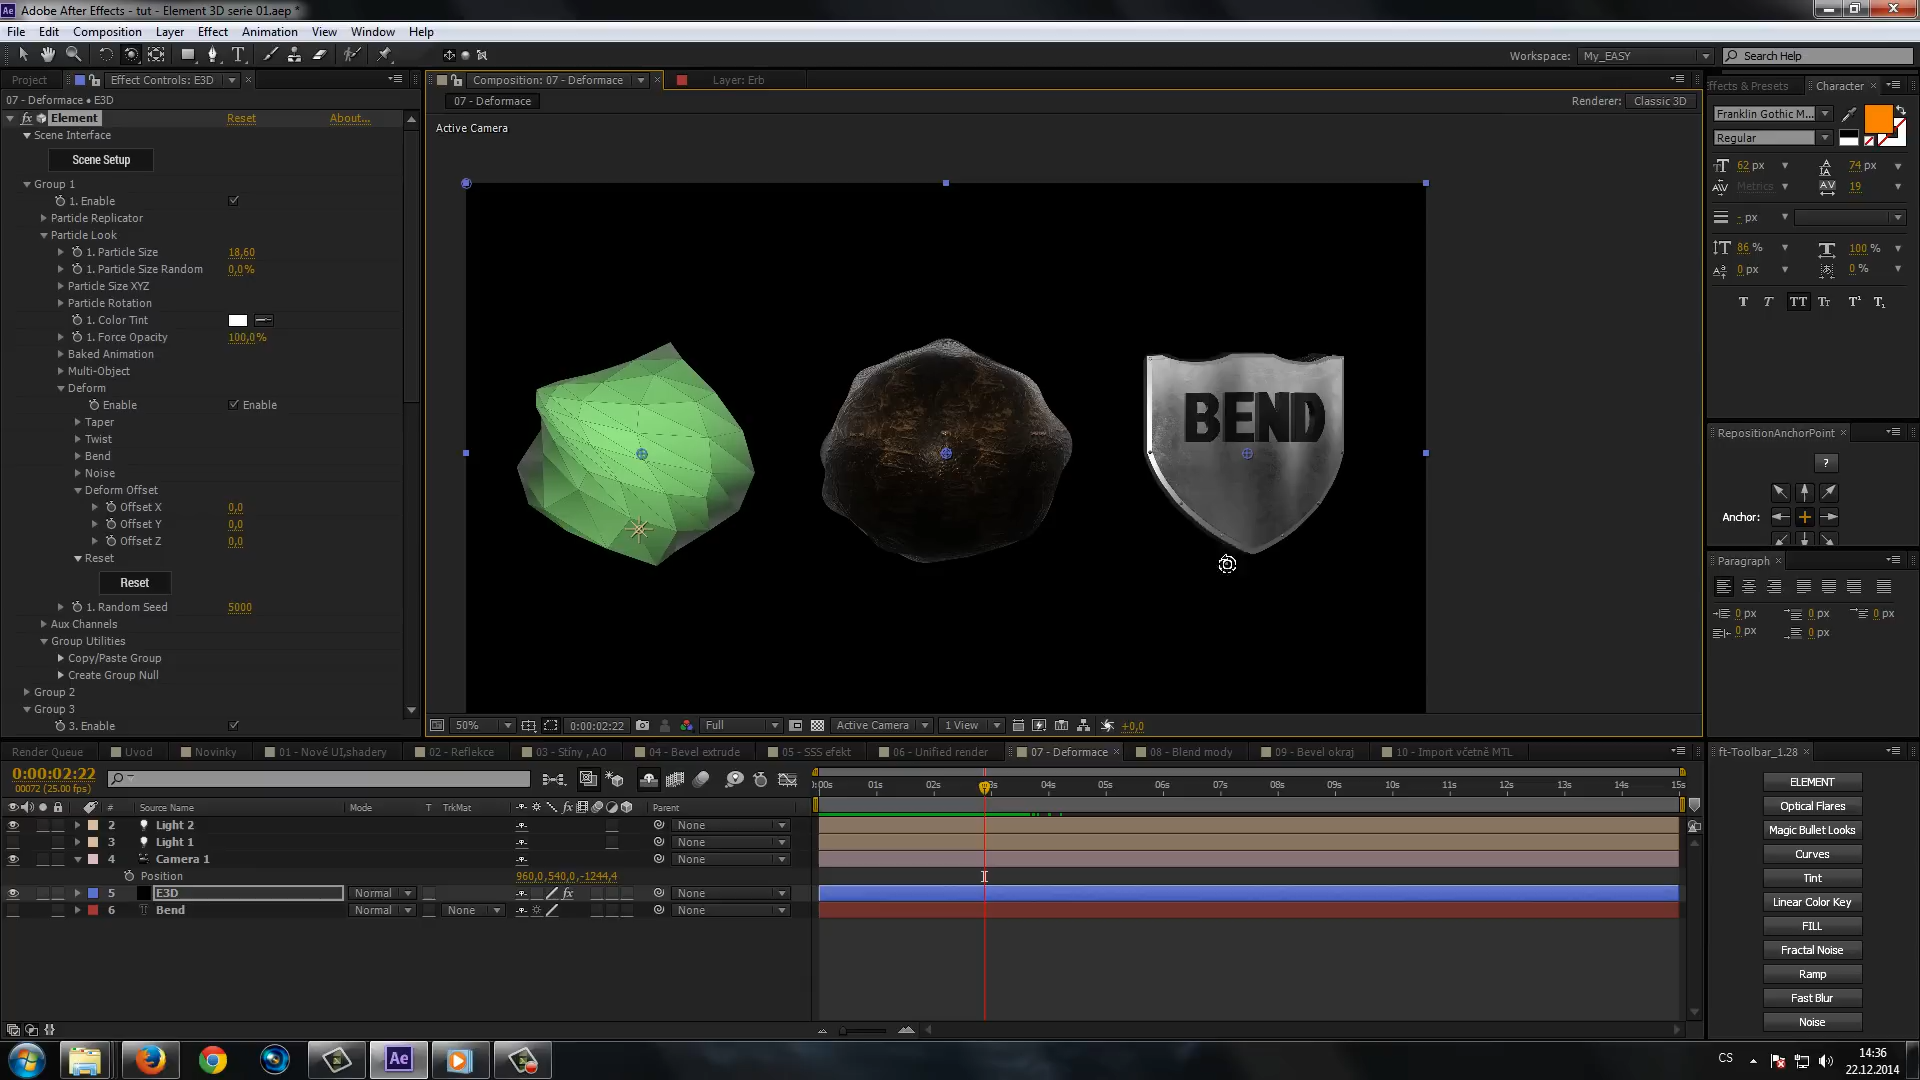 Adobe After Effects - tut - Element 3D serie 01.aep *
File Edit Composition Layer Effect Animation View Window Help
Workspace: My_EASY Search Help
Project Effect Controls: E3D Composition: 07 - Deformace Layer: Erb
07 - Deformace • E3D
07 - Deformace
Renderer: Classic 3D
Active Camera
Element Reset About...
Scene Interface
Scene Setup
Group 1
1. Enable
Particle Replicator
Particle Look
1. Particle Size 18,60
1. Particle Size Random 0,0%
Particle Size XYZ
Particle Rotation
1. Color Tint
1. Force Opacity 100,0%
Baked Animation
Multi-Object
Deform
Enable Enable
Taper
Twist
Bend
Noise
Deform Offset
Offset X 0,0
Offset Y 0,0
Offset Z 0,0
Reset
Reset
1. Random Seed 5000
Aux Channels
Group Utilities
Copy/Paste Group
Create Group Null
Group 2
Group 3
3. Enable
BEND
50% 0:00:02:22 Full Active Camera 1 View +0,0
ffects & Presets Character
Franklin Gothic M...
Regular
62 px 74 px
Metrics 19
- px
86 % 100 %
0 px 0 %
T T TT Tt T¹ T₁
RepositionAnchorPoint
?
Anchor:
Paragraph
0 px 0 px 0 px
0 px 0 px
Render Queue Uvod Novinky 01 - Nové UI,shadery 02 - Reflekce 03 - Stíny , AO 04 - Bevel extrude 05 - SSS efekt 06 - Unified render 07 - Deformace 08 - Blend mody 09 - Bevel okraj 10 - Import včetně MTL
0:00:02:22
00072 (25.00 fps)
# Source Name Mode T TrkMat Parent
:00s 01s 02s 03s 04s 05s 06s 07s 08s 09s 10s 11s 12s 13s 14s 15s
2 Light 2 None
3 Light 1 None
4 Camera 1 None
Position 960,0,540,0,-1244,4
5 E3D Normal None
6 Bend Normal None None
ft-Toolbar_1.28
ELEMENT
Optical Flares
Magic Bullet Looks
Curves
Tint
Linear Color Key
FILL
Fractal Noise
Ramp
Fast Blur
Noise
CS 14:36
22.12.2014